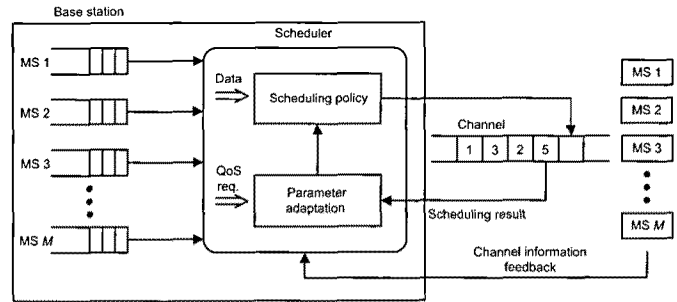 Base station
Scheduler
MS 1
MS 2
MS 3
MS M
Data
Scheduling policy
QoS
req.
Parameter
adaptation
Channel
1 3 2 5
Scheduling result
Channel information
feedback
MS 1
MS 2
MS 3
MS M